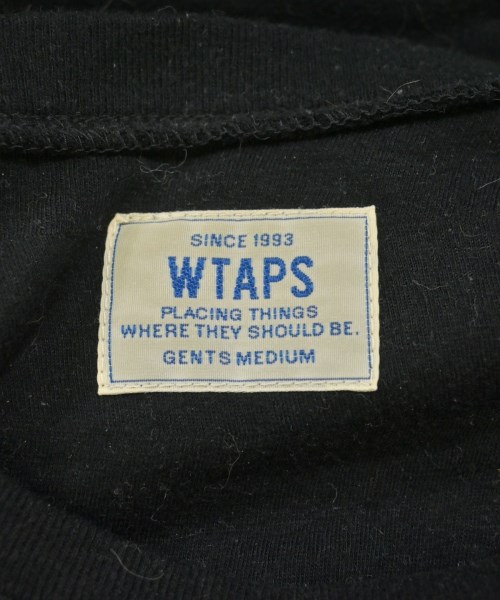 SINCE 1993
WTAPS
PLACING THINGS
WHERE THEY SHOULD BE.
GENTS MEDIUM